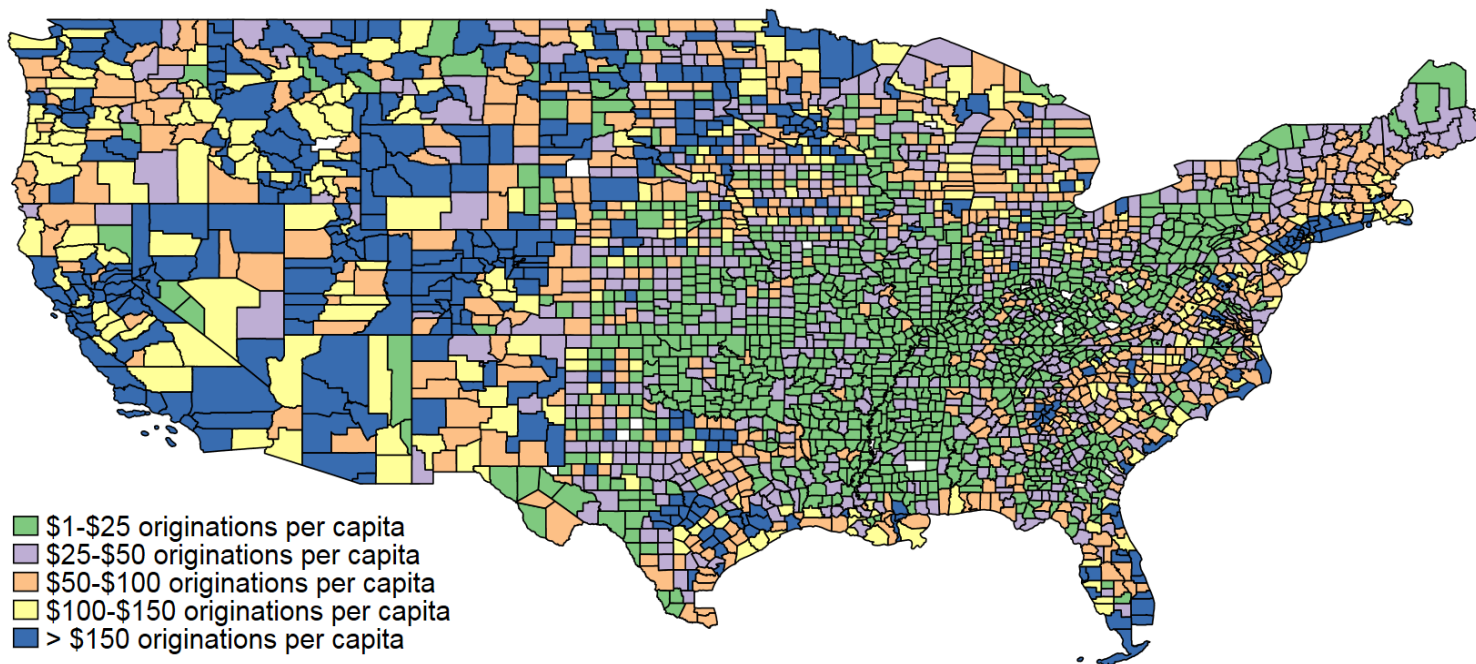 $1-$25 originations per capita
$25-$50 originations per capita
$50-$100 originations per capita
$100-$150 originations per capita
> $150 originations per capita